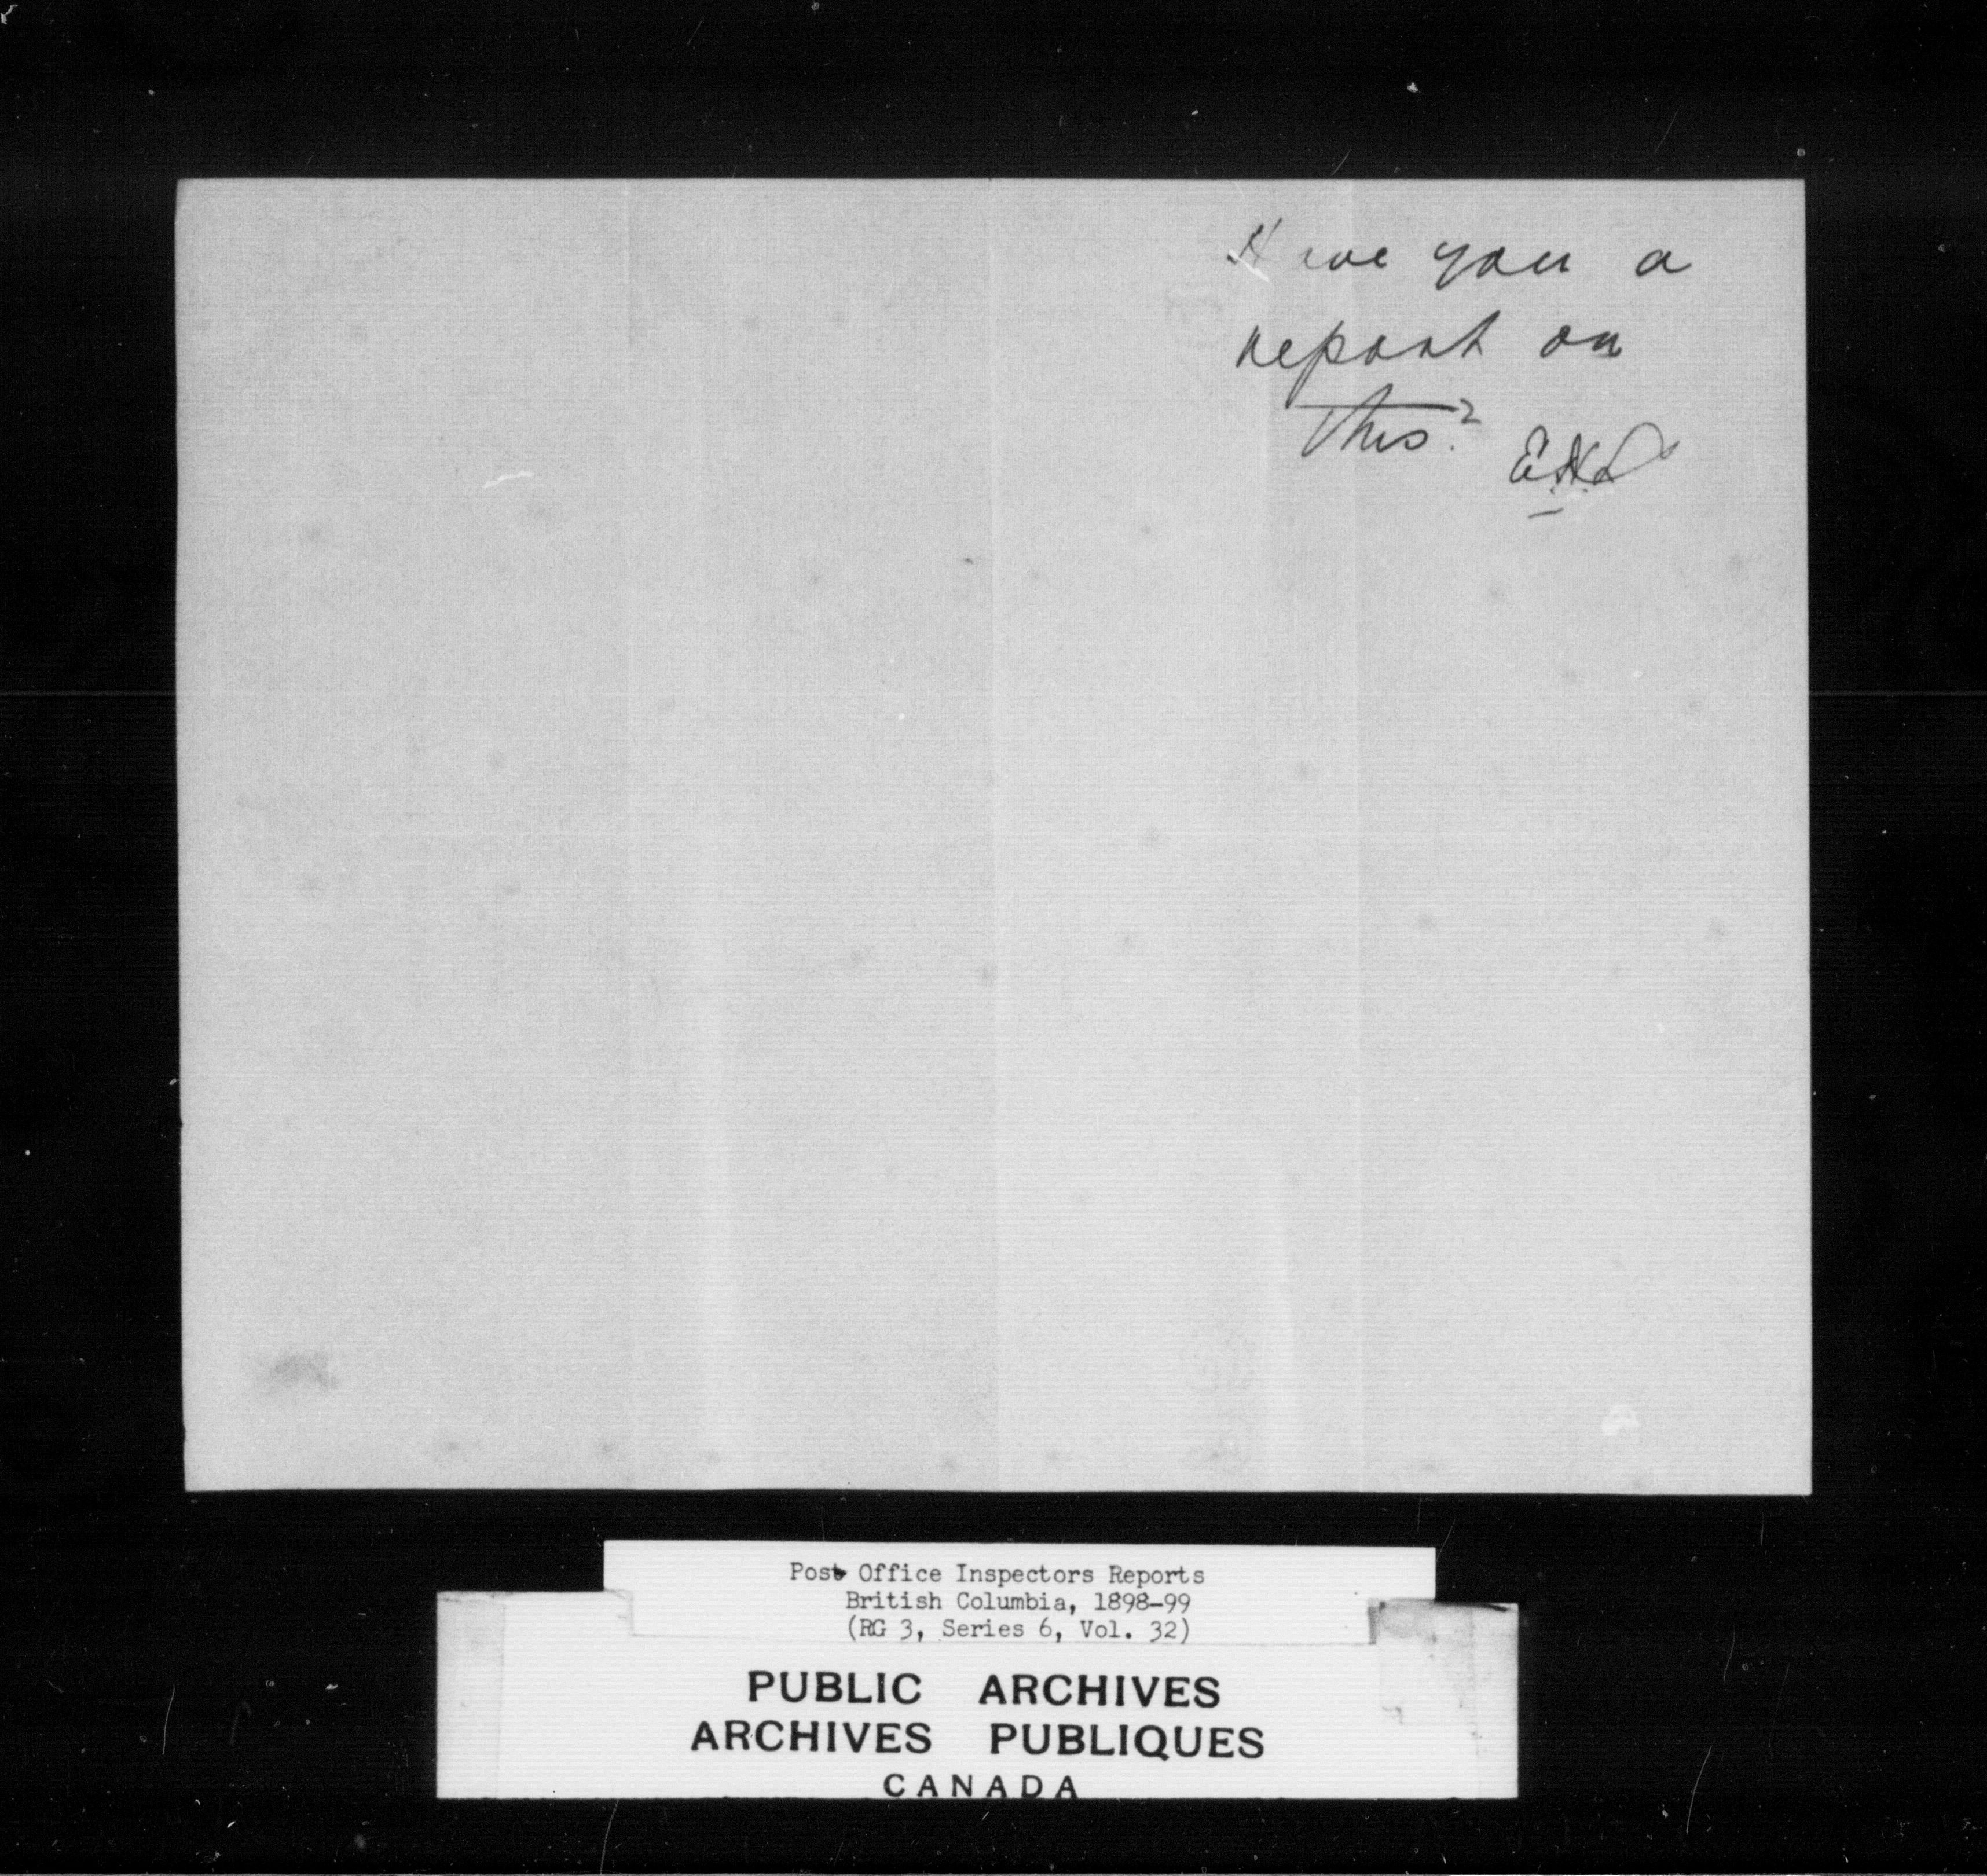 Have you a
report on
this?
Post Office Inspectors Reports
British Columbia, 1898-99
(RG 3, Series 6, Vol. 32)
PUBLIC ARCHIVES
ARCHIVES PUBLIQUES
CANADA